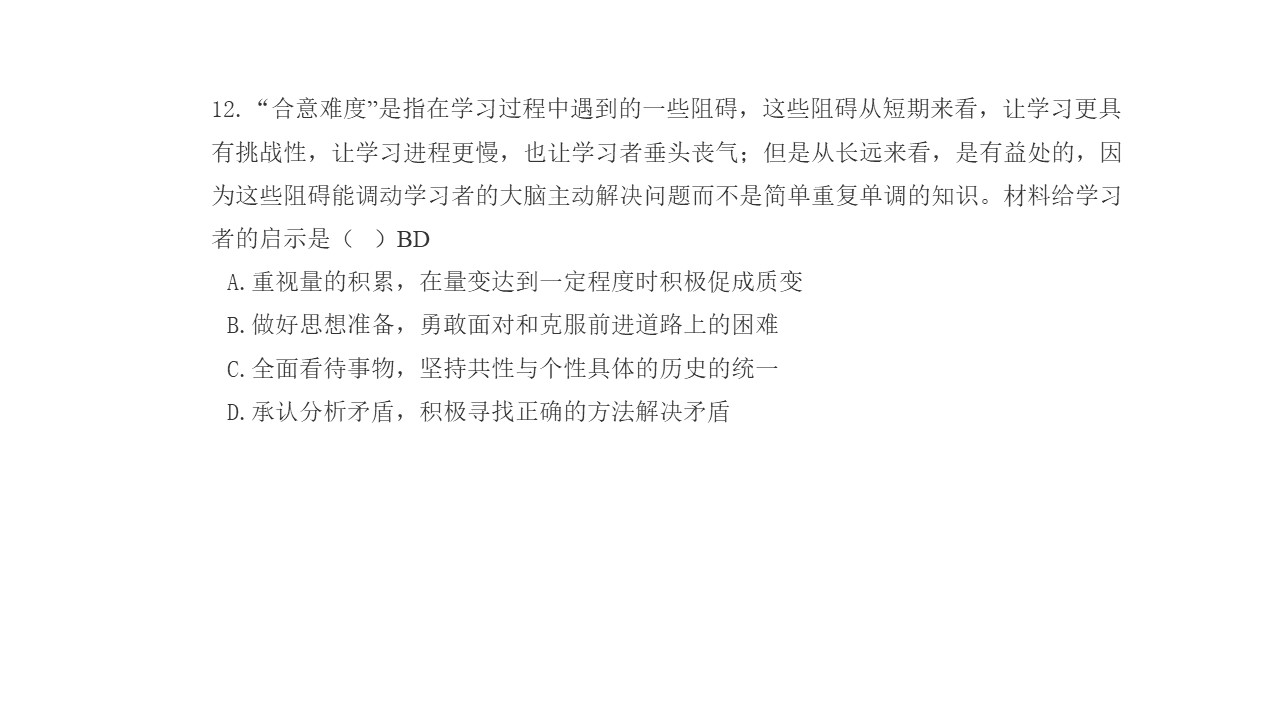 12.“合意难度”是指在学习过程中遇到的一些阻碍，这些阻碍从短期来看，让学习更具
有挑战性，让学习进程更慢，也让学习者垂头丧气；但是从长远来看，是有益处的，因
为这些阻碍能调动学习者的大脑主动解决问题而不是简单重复单调的知识。材料给学习
者的启示是（  ）BD
A.重视量的积累，在量变达到一定程度时积极促成质变
B.做好思想准备，勇敢面对和克服前进道路上的困难
C.全面看待事物，坚持共性与个性具体的历史的统一
D.承认分析矛盾，积极寻找正确的方法解决矛盾